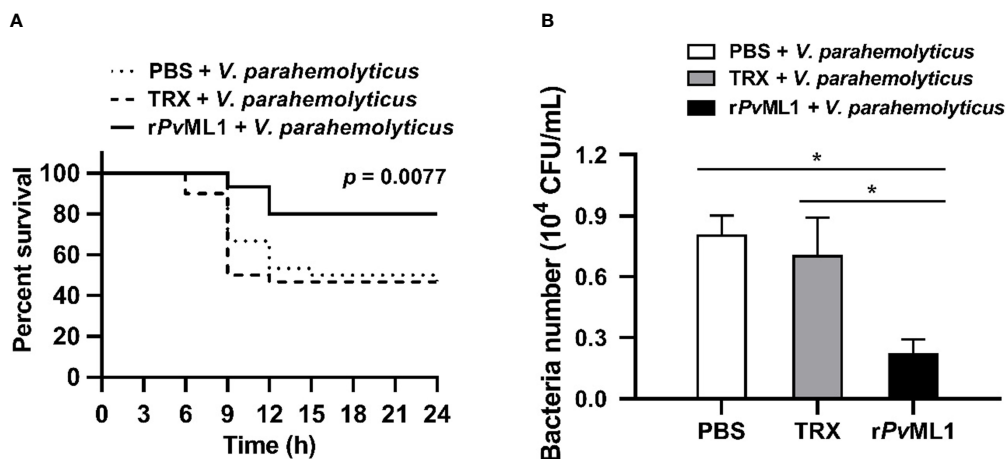 A
PBS + V. parahemolyticus
TRX + V. parahemolyticus
rPvML1 + V. parahemolyticus
p = 0.0077
Percent survival
100
80
60
40
20
0
0 3 6 9 12 15 18 21 24
Time (h)
B
PBS + V. parahemolyticus
TRX + V. parahemolyticus
rPvML1 + V. parahemolyticus
Bacteria number (10⁴ CFU/mL)
1.2
0.9
0.6
0.3
0.0
*
*
PBS TRX rPvML1